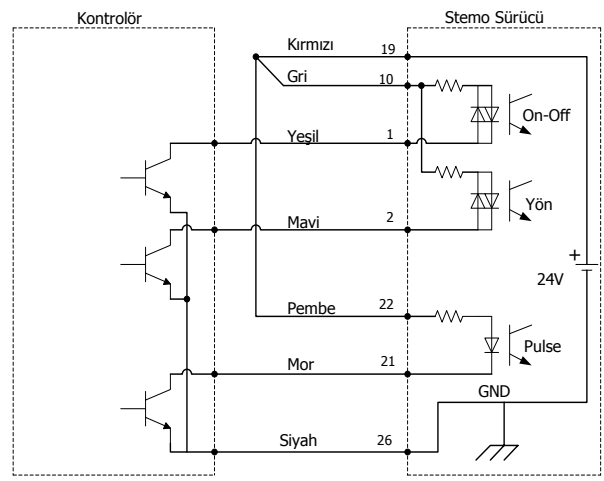 Kontrolör
Stemo Sürücü
Kırmızı 19
Gri 10
On-Off
Yeşil 1
Yön
Mavi 2
+
24V
Pembe 22
Pulse
Mor 21
GND
Siyah 26